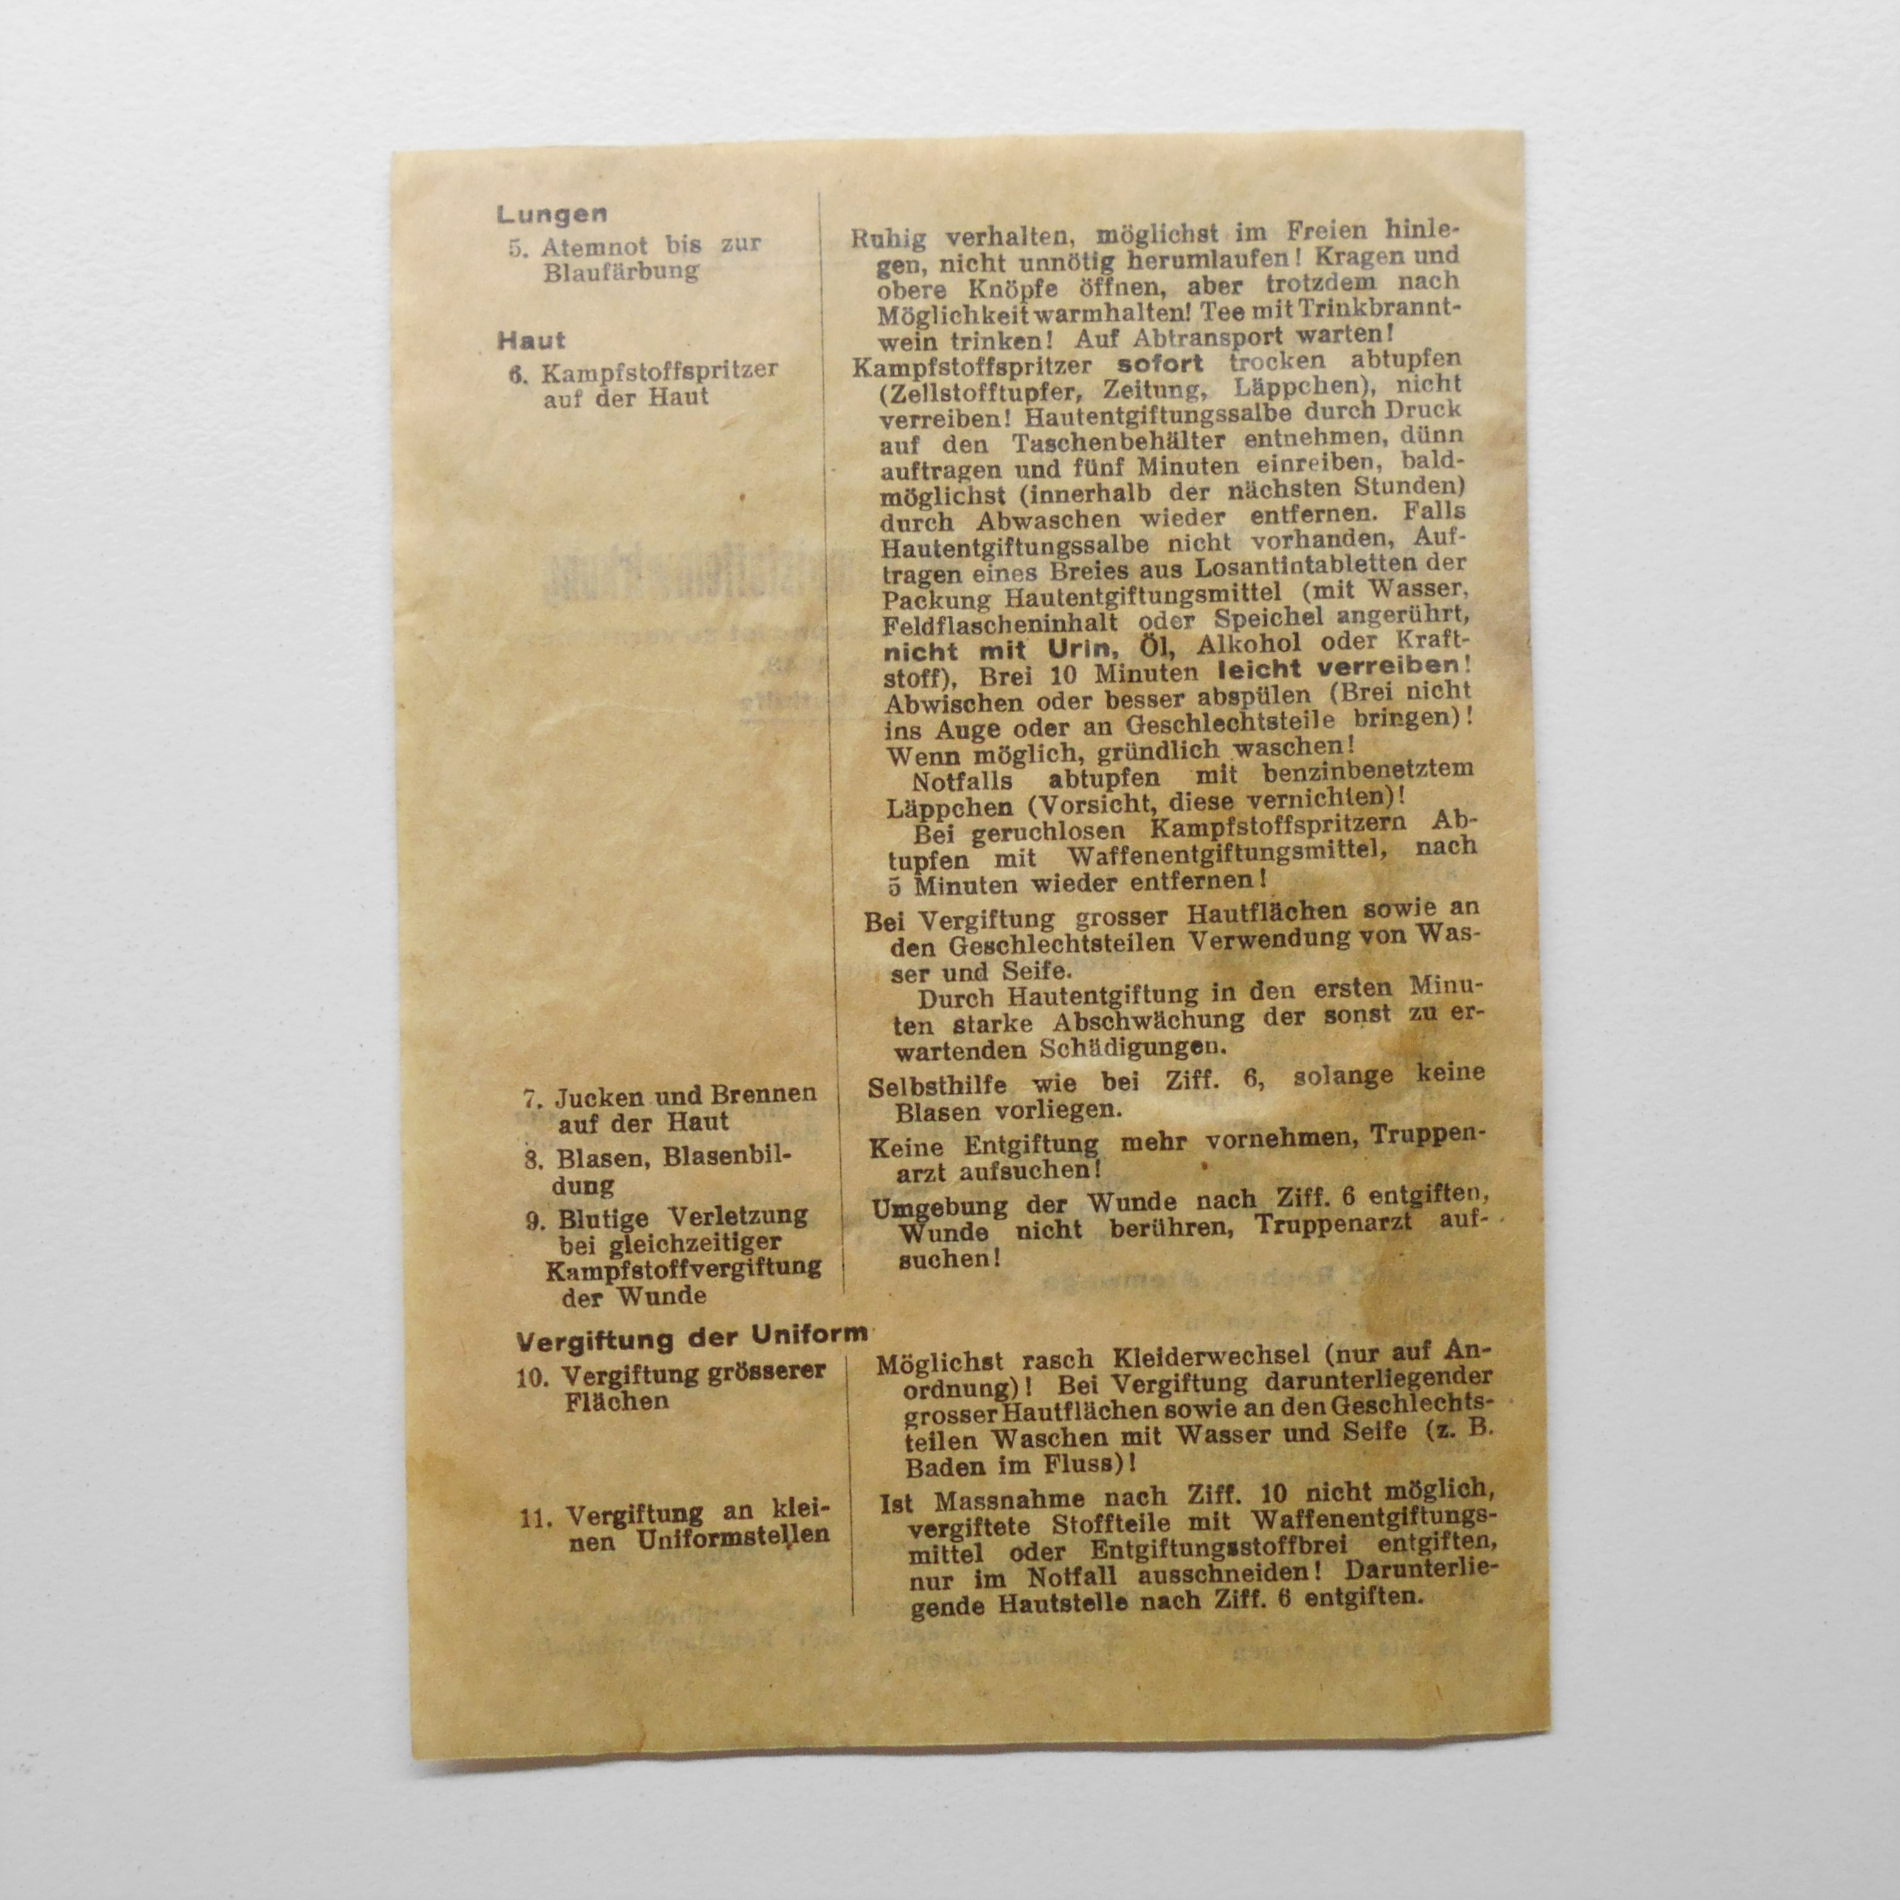 Lungen
5. Atemnot bis zur
Blaufärbung
Ruhig verhalten, möglichst im Freien hinle-
gen, nicht unnötig herumlaufen! Kragen und
obere Knöpfe öffnen, aber trotzdem nach
Möglichkeit warmhalten! Tee mit Trinkbrannt-
wein trinken! Auf Abtransport warten!
Haut
6. Kampfstoffspritzer
auf der Haut
Kampfstoffspritzer sofort trocken abtupfen
(Zellstofftupfer, Zeitung, Läppchen), nicht
verreiben! Hautentgiftungssalbe durch Druck
auf den Taschenbehälter entnehmen, dünn
auftragen und fünf Minuten einreiben, bald-
möglichst (innerhalb der nächsten Stunden)
durch Abwaschen wieder entfernen. Falls
Hautentgiftungssalbe nicht vorhanden, Auf-
tragen eines Breies aus Losantintabletten der
Packung Hautentgiftungsmittel (mit Wasser,
Feldflascheninhalt oder Speichel angerührt,
nicht mit Urin, Öl, Alkohol oder Kraft-
stoff), Brei 10 Minuten leicht verreiben!
Abwischen oder besser abspülen (Brei nicht
ins Auge oder an Geschlechtsteile bringen)!
Wenn möglich, gründlich waschen!
Notfalls abtupfen mit benzinbenetztem
Läppchen (Vorsicht, diese vernichten)!
Bei geruchlosen Kampfstoffspritzern Ab-
tupfen mit Waffenentgiftungsmittel, nach
5 Minuten wieder entfernen!
Bei Vergiftung grosser Hautflächen sowie an
den Geschlechtsteilen Verwendung von Was-
ser und Seife.
Durch Hautentgiftung in den ersten Minu-
ten starke Abschwächung der sonst zu er-
wartenden Schädigungen.
7. Jucken und Brennen
auf der Haut
Selbsthilfe wie bei Ziff. 6, solange keine
Blasen vorliegen.
8. Blasen, Blasenbil-
dung
Keine Entgiftung mehr vornehmen, Truppen-
arzt aufsuchen!
9. Blutige Verletzung
bei gleichzeitiger
Kampfstoffvergiftung
der Wunde
Umgebung der Wunde nach Ziff. 6 entgiften,
Wunde nicht berühren, Truppenarzt auf-
suchen!
Vergiftung der Uniform
10. Vergiftung grösserer
Flächen
Möglichst rasch Kleiderwechsel (nur auf An-
ordnung)! Bei Vergiftung darunterliegender
grosser Hautflächen sowie an den Geschlechts-
teilen Waschen mit Wasser und Seife (z. B.
Baden im Fluss)!
11. Vergiftung an klei-
nen Uniformstellen
Ist Massnahme nach Ziff. 10 nicht möglich,
vergiftete Stoffteile mit Waffenentgiftungs-
mittel oder Entgiftungsstoffbrei entgiften,
nur im Notfall ausschneiden! Darunterlie-
gende Hautstelle nach Ziff. 6 entgiften.